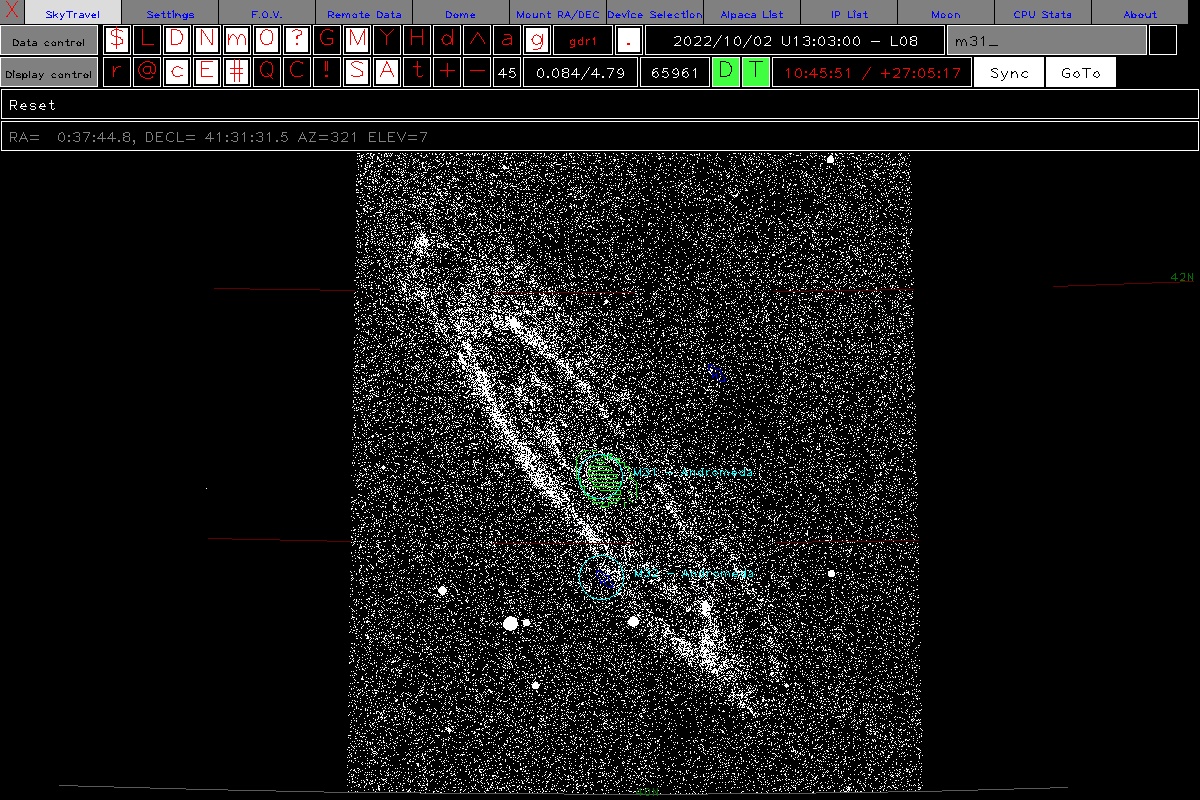 X SkyTravel Settings F.O.V. Remote Data Dome Mount RA/DEC Device Selection Alpaca List IP List Moon CPU Stats About
Data control $ L D N m O ? G M Y H d ^ a g gdr1 . 2022/10/02 U13:03:00 - L08 m31_
Display control r @ c E # Q C ! S A t + - 45 0.084/4.79 65961 D T 10:45:51 / +27:05:17 Sync GoTo
Reset
RA= 0:37:44.8, DECL= 41:31:31.5 AZ=321 ELEV=7
42N
M31 - Andromeda
Andromeda